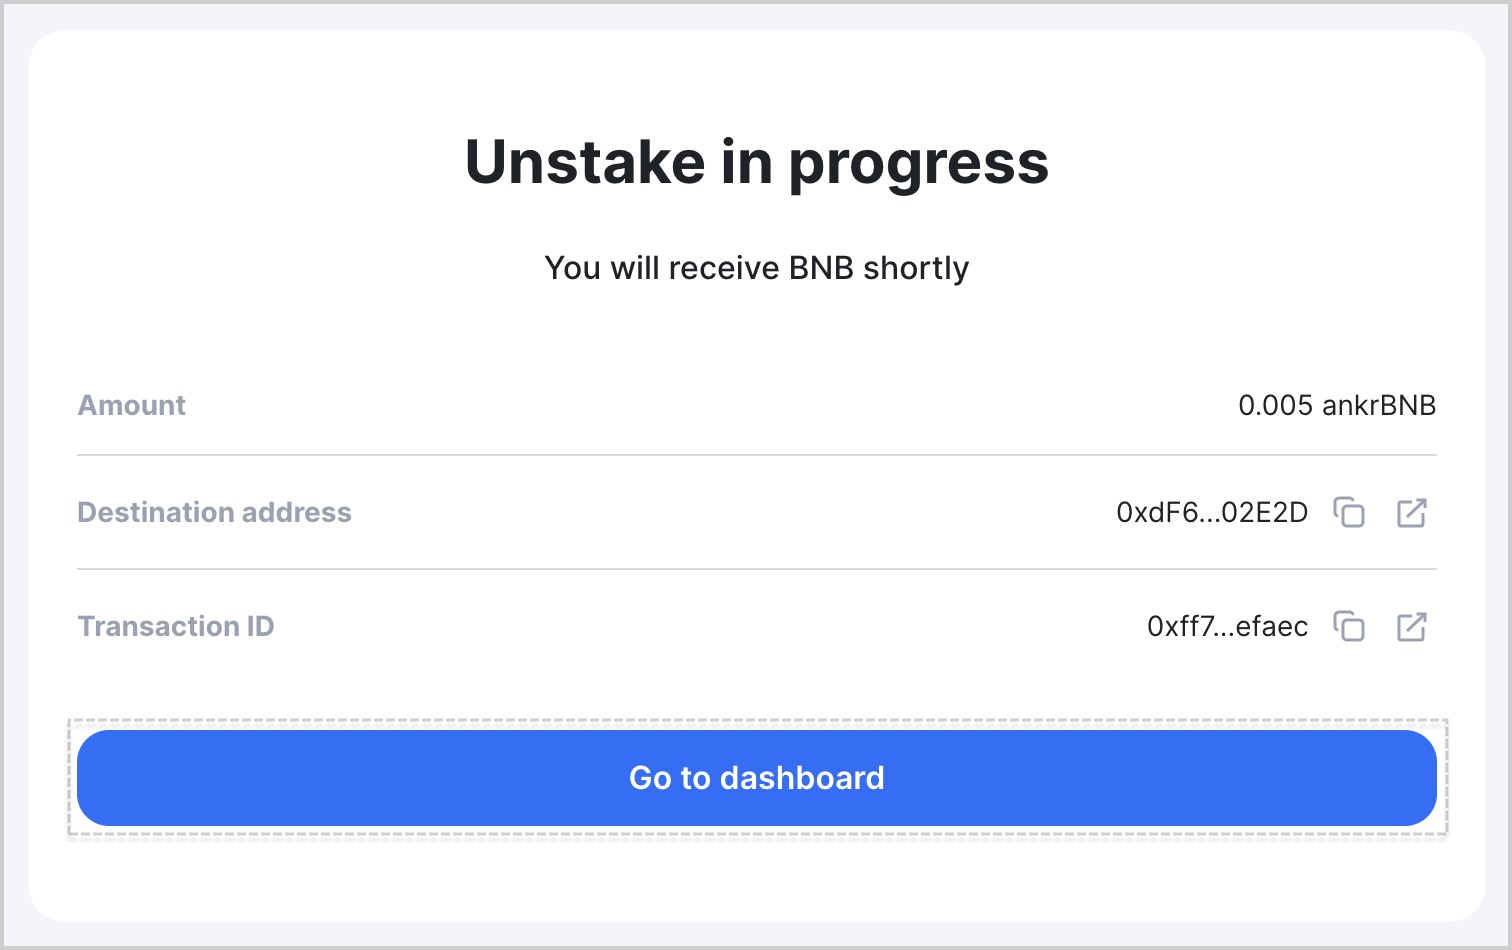 Unstake in progress
You will receive BNB shortly
Amount 0.005 ankrBNB
Destination address 0xdF6...02E2D
Transaction ID 0xff7...efaec
Go to dashboard